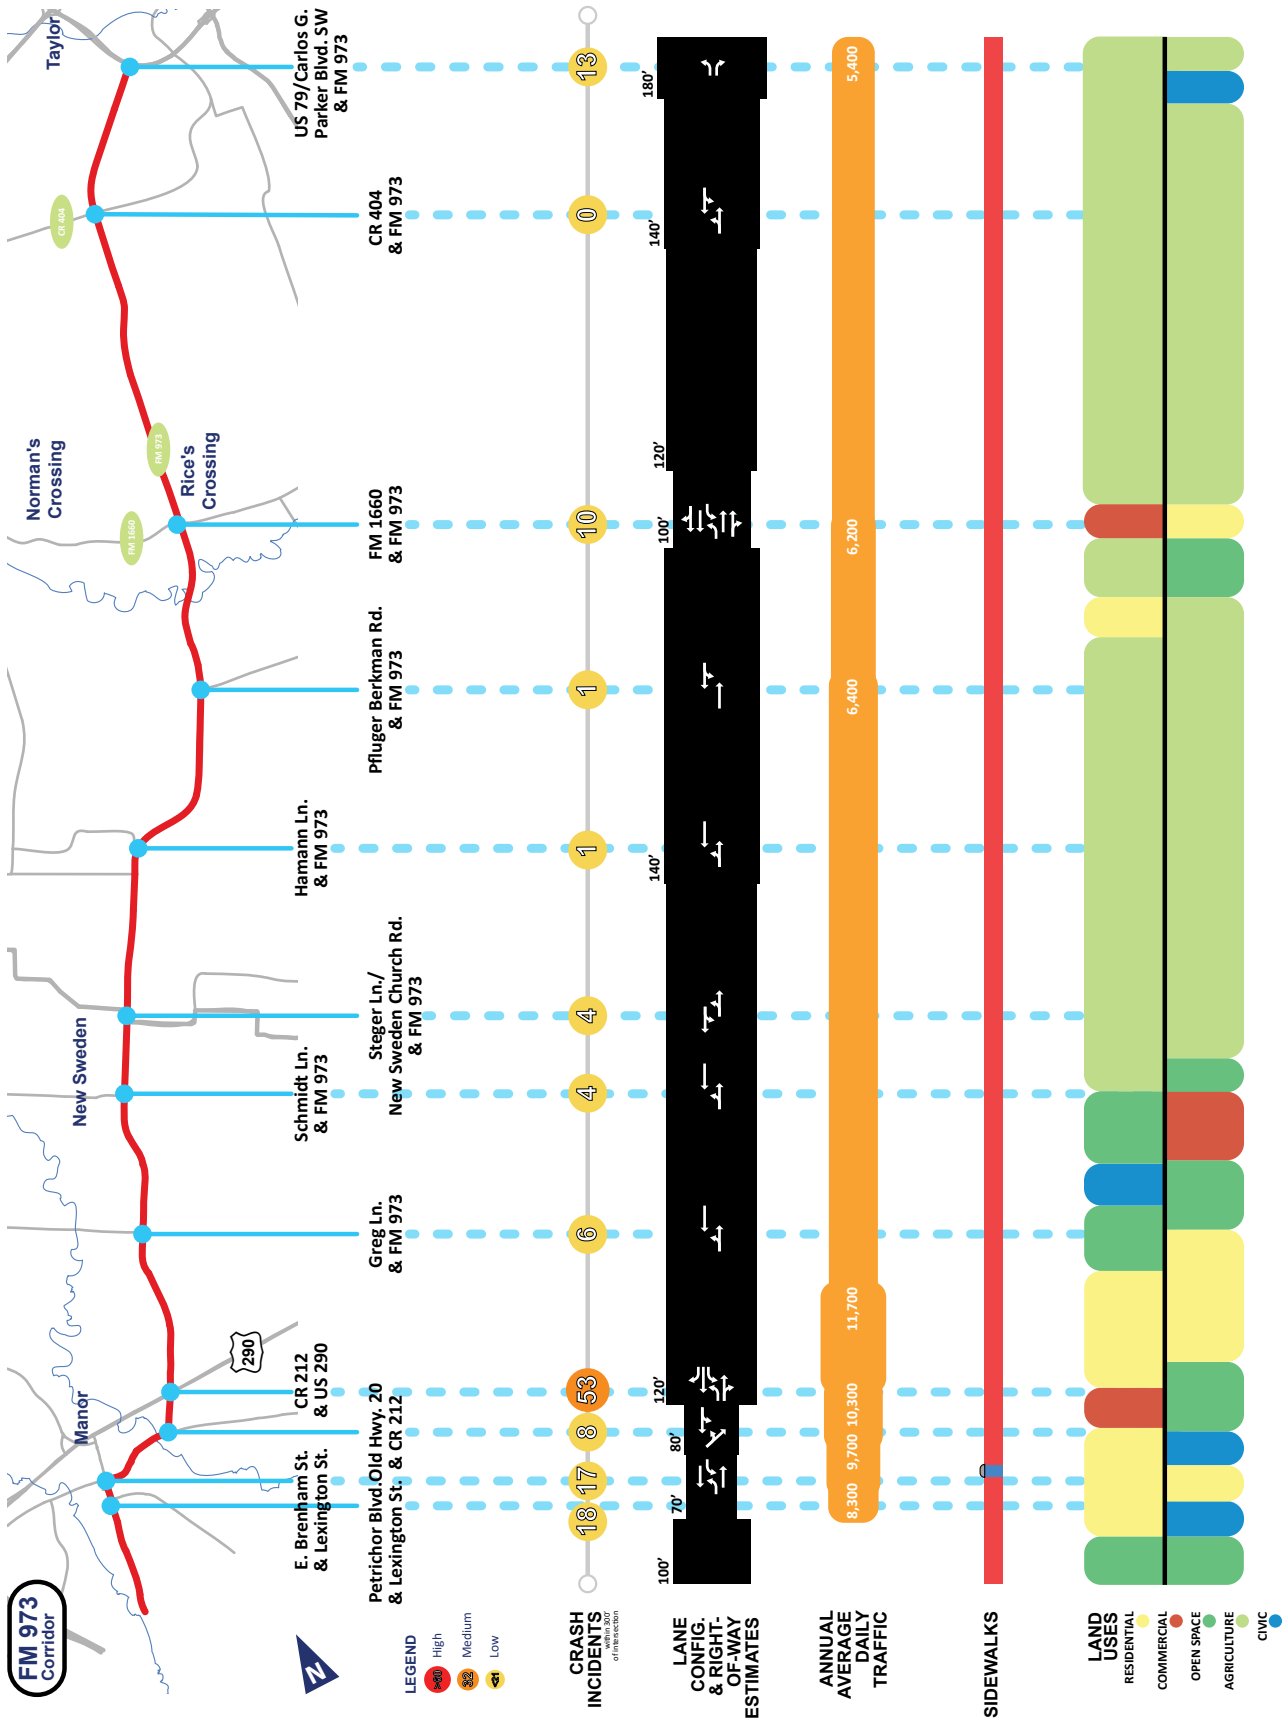 FM 973
Corridor
Manor
New Sweden
Norman's
Crossing
Rice's
Crossing
Taylor
290
FM 1660
FM 973
CR 404
N
E. Brenham St.
& Lexington St.
Petrichor Blvd.
& Lexington St.
Old Hwy. 20
& CR 212
CR 212
& US 290
Greg Ln.
& FM 973
Schmidt Ln.
& FM 973
Steger Ln./
New Sweden Church Rd.
& FM 973
Hamann Ln.
& FM 973
Pfluger Berkman Rd.
& FM 973
FM 1660
& FM 973
CR 404
& FM 973
US 79/Carlos G.
Parker Blvd. SW
& FM 973
LEGEND
>60 High
32 Medium
<21 Low
CRASH
INCIDENTS
within 300'
of intersection
18 17 8 53 6 4 4 1 1 10 0 13
LANE
CONFIG.
& RIGHT-
OF-WAY
ESTIMATES
100' 70' 80' 120' 140' 100' 120' 140' 180'
ANNUAL
AVERAGE
DAILY
TRAFFIC
8,300 9,700 10,300 11,700 6,400 6,200 5,400
SIDEWALKS
LAND
USES
RESIDENTIAL
COMMERCIAL
OPEN SPACE
AGRICULTURE
CIVIC